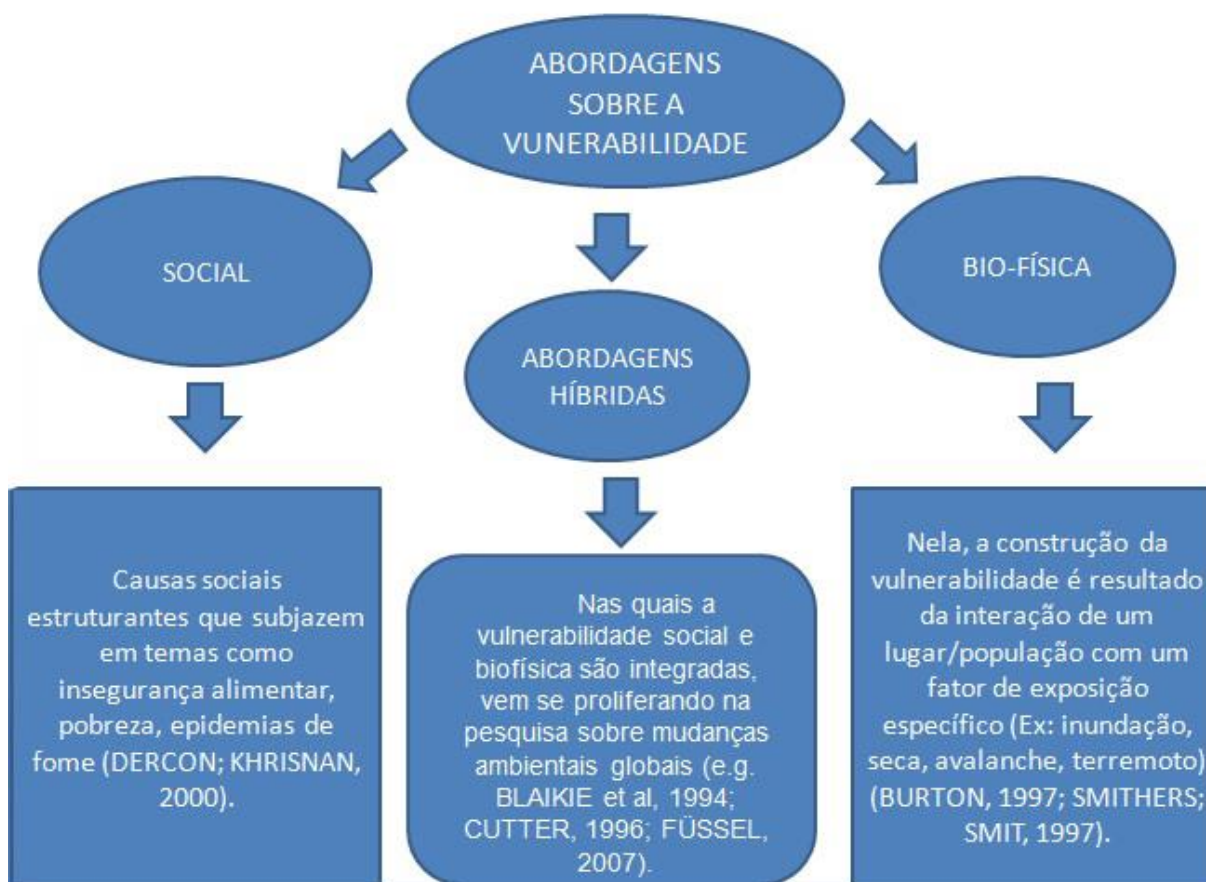 ABORDAGENS
SOBRE A
VUNERABILIDADE
SOCIAL
BIO-FÍSICA
ABORDAGENS
HÍBRIDAS
Causas sociais
estruturantes que subjazem
em temas como
insegurança alimentar,
pobreza, epidemias de
fome (DERCON; KHRISNAN,
2000).
Nas quais a
vulnerabilidade social e
biofísica são integradas,
vem se proliferando na
pesquisa sobre mudanças
ambientais globais (e.g.
BLAIKIE et al, 1994;
CUTTER, 1996; FÜSSEL,
2007).
Nela, a construção da
vulnerabilidade é resultado
da interação de um
lugar/população com um
fator de exposição
específico (Ex: inundação,
seca, avalanche, terremoto)
(BURTON, 1997; SMITHERS;
SMIT, 1997).